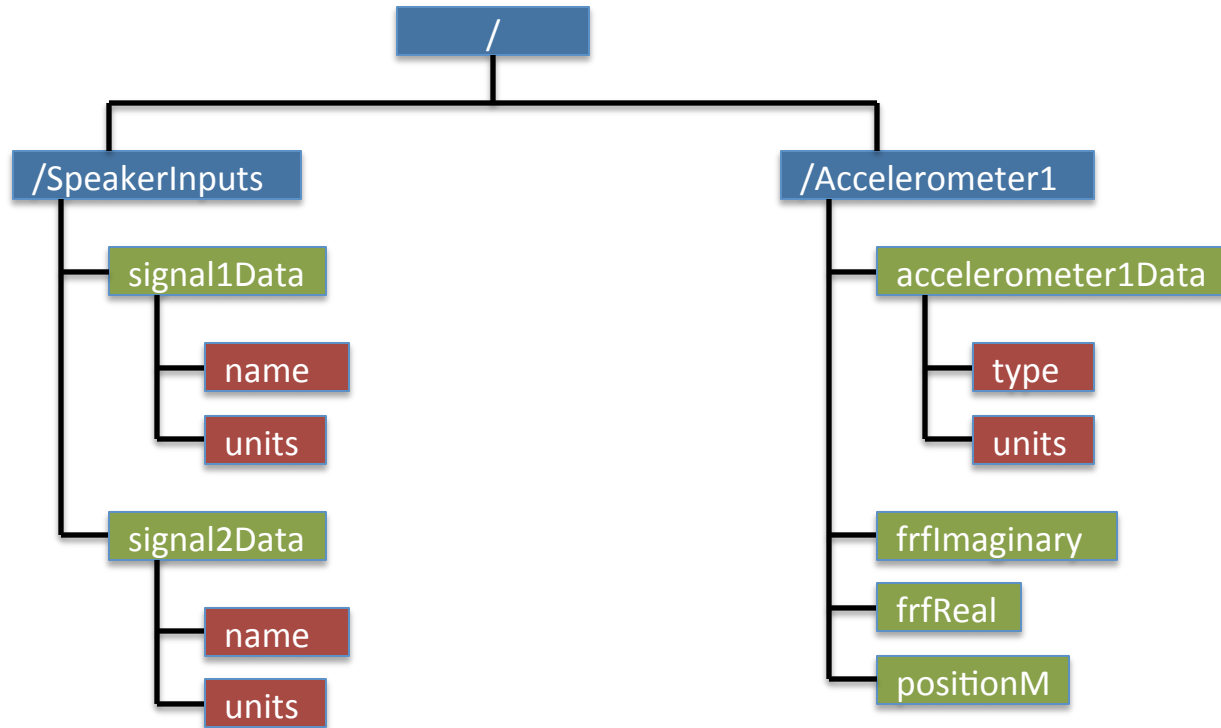 /
/SpeakerInputs
signal1Data
name
units
signal2Data
name
units
/Accelerometer1
accelerometer1Data
type
units
frfImaginary
frfReal
positionM